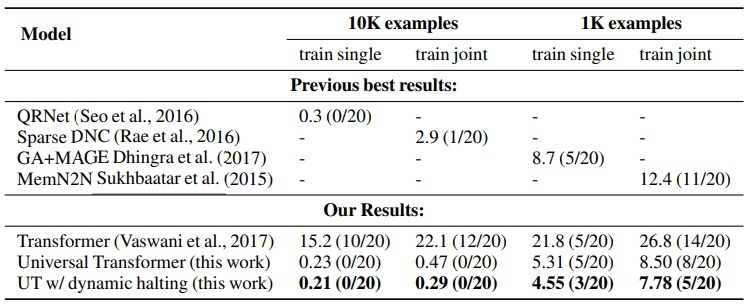 Model 10K examples 1K examples
train single train joint train single train joint
Previous best results:
QRNet (Seo et al., 2016) 0.3 (0/20) - - -
Sparse DNC (Rae et al., 2016) - 2.9 (1/20) - -
GA+MAGE Dhingra et al. (2017) - - 8.7 (5/20) -
MemN2N Sukhbaatar et al. (2015) - - - 12.4 (11/20)
Our Results:
Transformer (Vaswani et al., 2017) 15.2 (10/20) 22.1 (12/20) 21.8 (5/20) 26.8 (14/20)
Universal Transformer (this work) 0.23 (0/20) 0.47 (0/20) 5.31 (5/20) 8.50 (8/20)
UT w/ dynamic halting (this work) 0.21 (0/20) 0.29 (0/20) 4.55 (3/20) 7.78 (5/20)